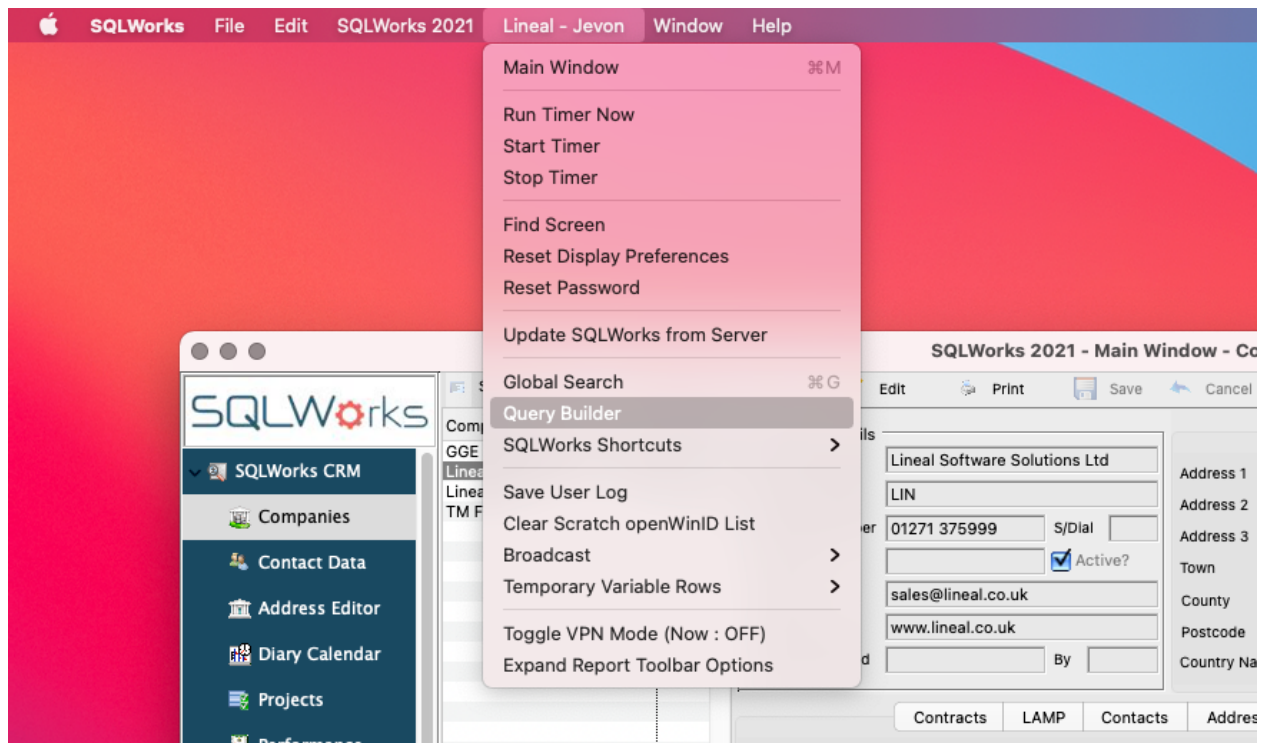 SQLWorks File Edit SQLWorks 2021 Lineal - Jevon Window Help
Main Window ⌘M
Run Timer Now
Start Timer
Stop Timer
Find Screen
Reset Display Preferences
Reset Password
Update SQLWorks from Server
Global Search ⌘G
Query Builder
SQLWorks Shortcuts
Save User Log
Clear Scratch openWinID List
Broadcast
Temporary Variable Rows
Toggle VPN Mode (Now : OFF)
Expand Report Toolbar Options
SQLWorks 2021 - Main Window - Co
Edit Print Save Cancel
SQLWorks
SQLWorks CRM
Companies
Contact Data
Address Editor
Diary Calendar
Projects
GGE
TM F
Lineal Software Solutions Ltd
LIN
01271 375999 S/Dial
Active?
sales@lineal.co.uk
www.lineal.co.uk
By
Address 1
Address 2
Address 3
Town
County
Postcode
Country Na
Contracts LAMP Contacts Addres